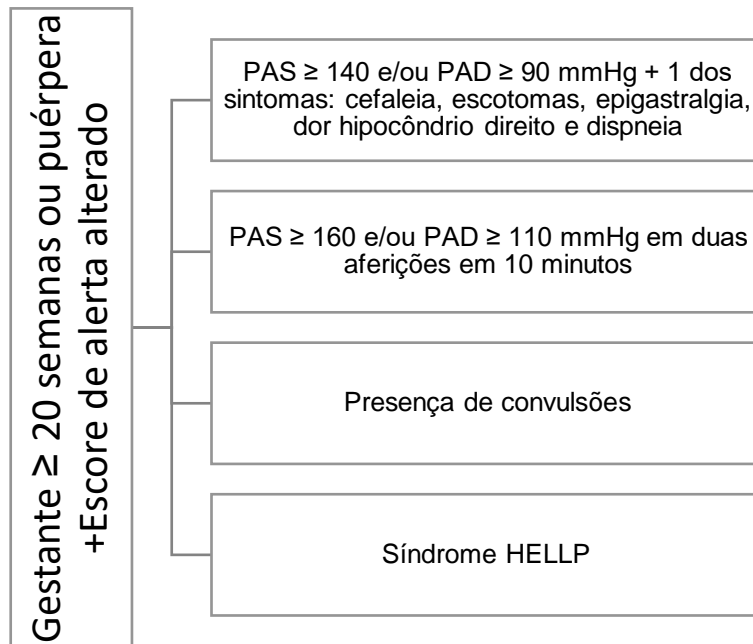 Gestante ≥ 20 semanas ou puérpera
+Escore de alerta alterado
PAS ≥ 140 e/ou PAD ≥ 90 mmHg + 1 dos
sintomas: cefaleia, escotomas, epigastralgia,
dor hipocôndrio direito e dispneia
PAS ≥ 160 e/ou PAD ≥ 110 mmHg em duas
aferições em 10 minutos
Presença de convulsões
Síndrome HELLP